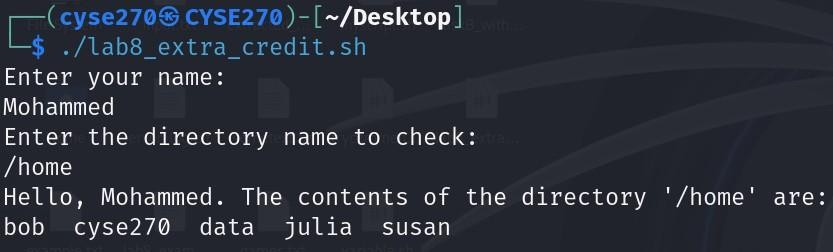 ┌──(cyse270㉿CYSE270)-[~/Desktop]
└─$ ./lab8_extra_credit.sh
Enter your name:
Mohammed
Enter the directory name to check:
/home
Hello, Mohammed. The contents of the directory '/home' are:
bob  cyse270  data  julia  susan